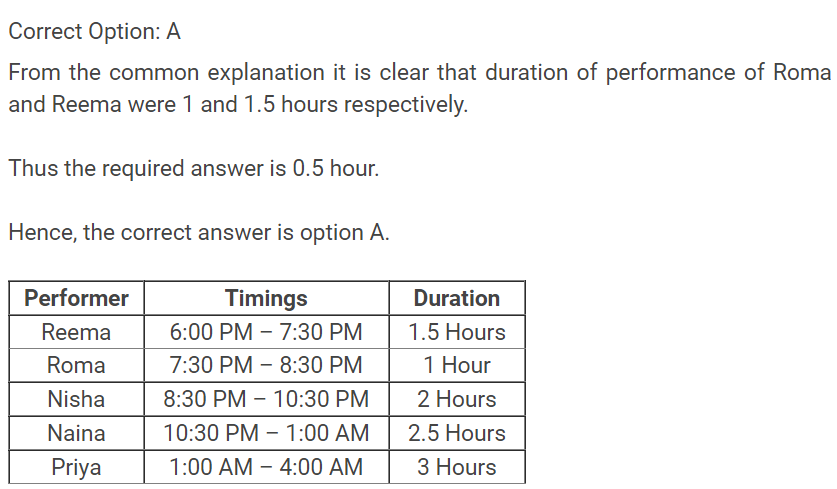 Correct Option: A
From the common explanation it is clear that duration of performance of Roma
and Reema were 1 and 1.5 hours respectively.
Thus the required answer is 0.5 hour.
Hence, the correct answer is option A.
Performer Timings Duration
Reema 6:00 PM – 7:30 PM 1.5 Hours
Roma 7:30 PM – 8:30 PM 1 Hour
Nisha 8:30 PM – 10:30 PM 2 Hours
Naina 10:30 PM – 1:00 AM 2.5 Hours
Priya 1:00 AM – 4:00 AM 3 Hours